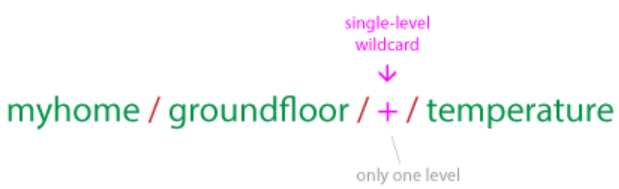 single-level
wildcard
myhome / groundfloor / + / temperature
only one level